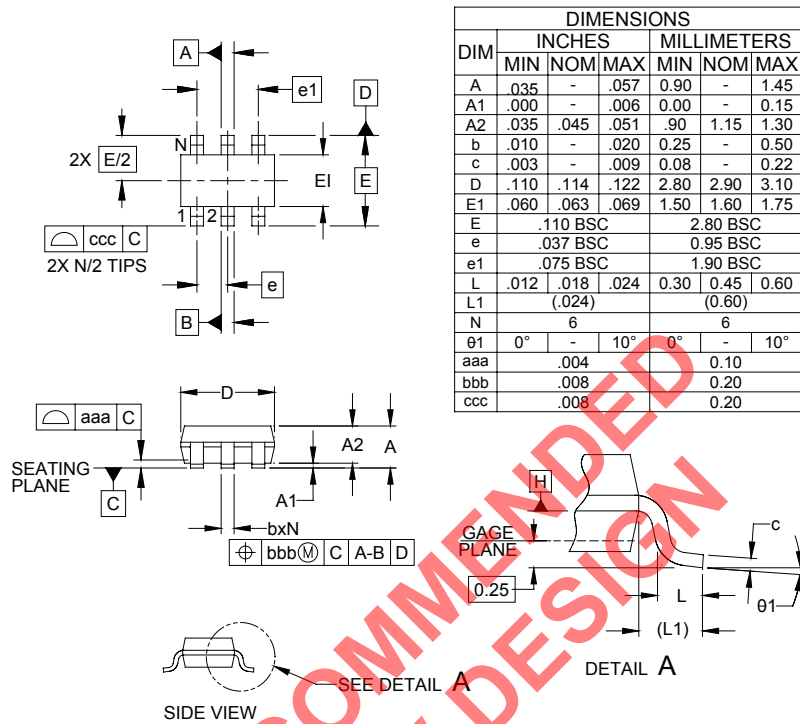 DIMENSIONS
DIM INCHES MILLIMETERS
MIN NOM MAX MIN NOM MAX
A .035 - .057 0.90 - 1.45
A1 .000 - .006 0.00 - 0.15
A2 .035 .045 .051 .90 1.15 1.30
b .010 - .020 0.25 - 0.50
c .003 - .009 0.08 - 0.22
D .110 .114 .122 2.80 2.90 3.10
E1 .060 .063 .069 1.50 1.60 1.75
E .110 BSC 2.80 BSC
e .037 BSC 0.95 BSC
e1 .075 BSC 1.90 BSC
L .012 .018 .024 0.30 0.45 0.60
L1 (.024) (0.60)
N 6 6
θ1 0° - 10° 0° - 10°
aaa .004 0.10
bbb .008 0.20
ccc .008 0.20
A
e1
D
N
2X E/2
EI
E
1 2
ccc C
2X N/2 TIPS
e
B
D
aaa C
A2 A
SEATING
PLANE
C
A1
bxN
bbb Ⓜ C A-B D
H
GAGE
PLANE
0.25
c
L
θ1
(L1)
DETAIL A
SEE DETAIL A
SIDE VIEW
COMMENDED
DESIGN